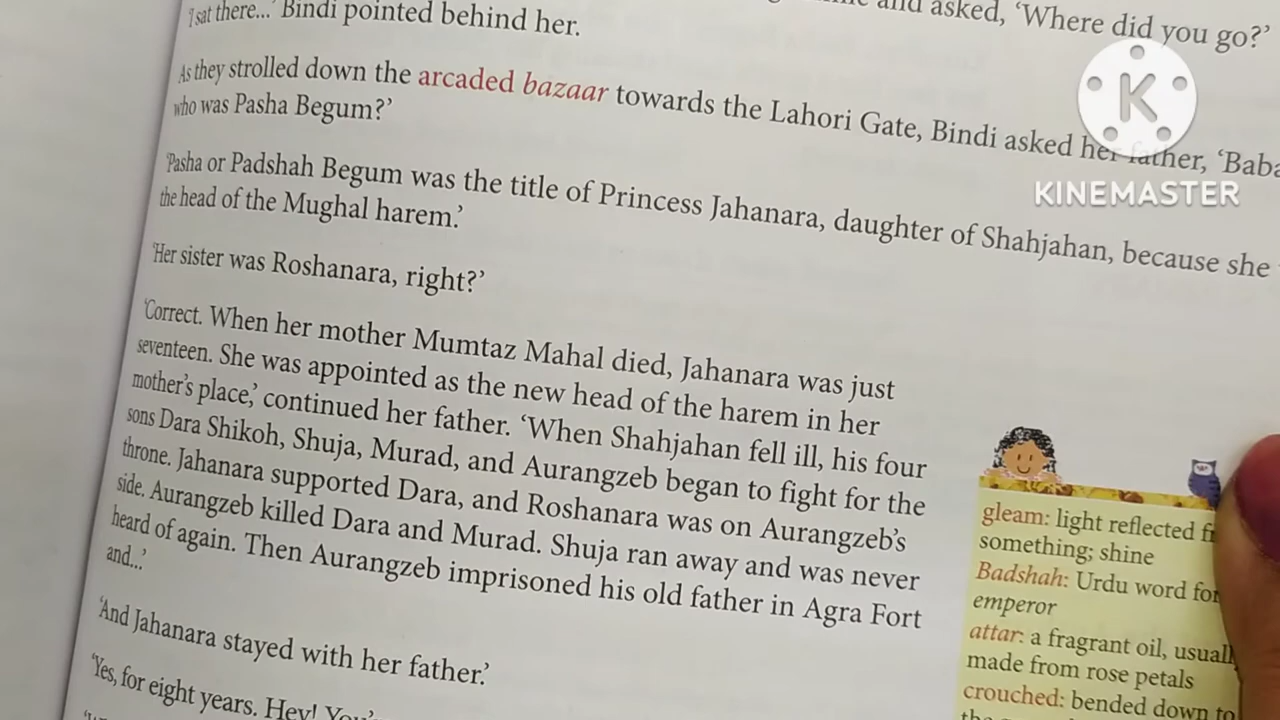 and asked, ‘Where did you go?’
‘I sat there...’ Bindi pointed behind her.
As they strolled down the arcaded bazaar towards the Lahori Gate, Bindi asked her father, ‘Baba
who was Pasha Begum?’
‘Pasha or Padshah Begum was the title of Princess Jahanara, daughter of Shahjahan, because she
the head of the Mughal harem.’
‘Her sister was Roshanara, right?’
‘Correct. When her mother Mumtaz Mahal died, Jahanara was just
seventeen. She was appointed as the new head of the harem in her
mother’s place,’ continued her father. ‘When Shahjahan fell ill, his four
sons Dara Shikoh, Shuja, Murad, and Aurangzeb began to fight for the
throne. Jahanara supported Dara, and Roshanara was on Aurangzeb’s
side. Aurangzeb killed Dara and Murad. Shuja ran away and was never
heard of again. Then Aurangzeb imprisoned his old father in Agra Fort
and...’
‘And Jahanara stayed with her father.’
‘Yes, for eight years. Hey!
gleam: light reflected
something; shine
Badshah: Urdu word for
emperor
attar: a fragrant oil, usually
made from rose petals
crouched: bended down to
K
KINEMASTER